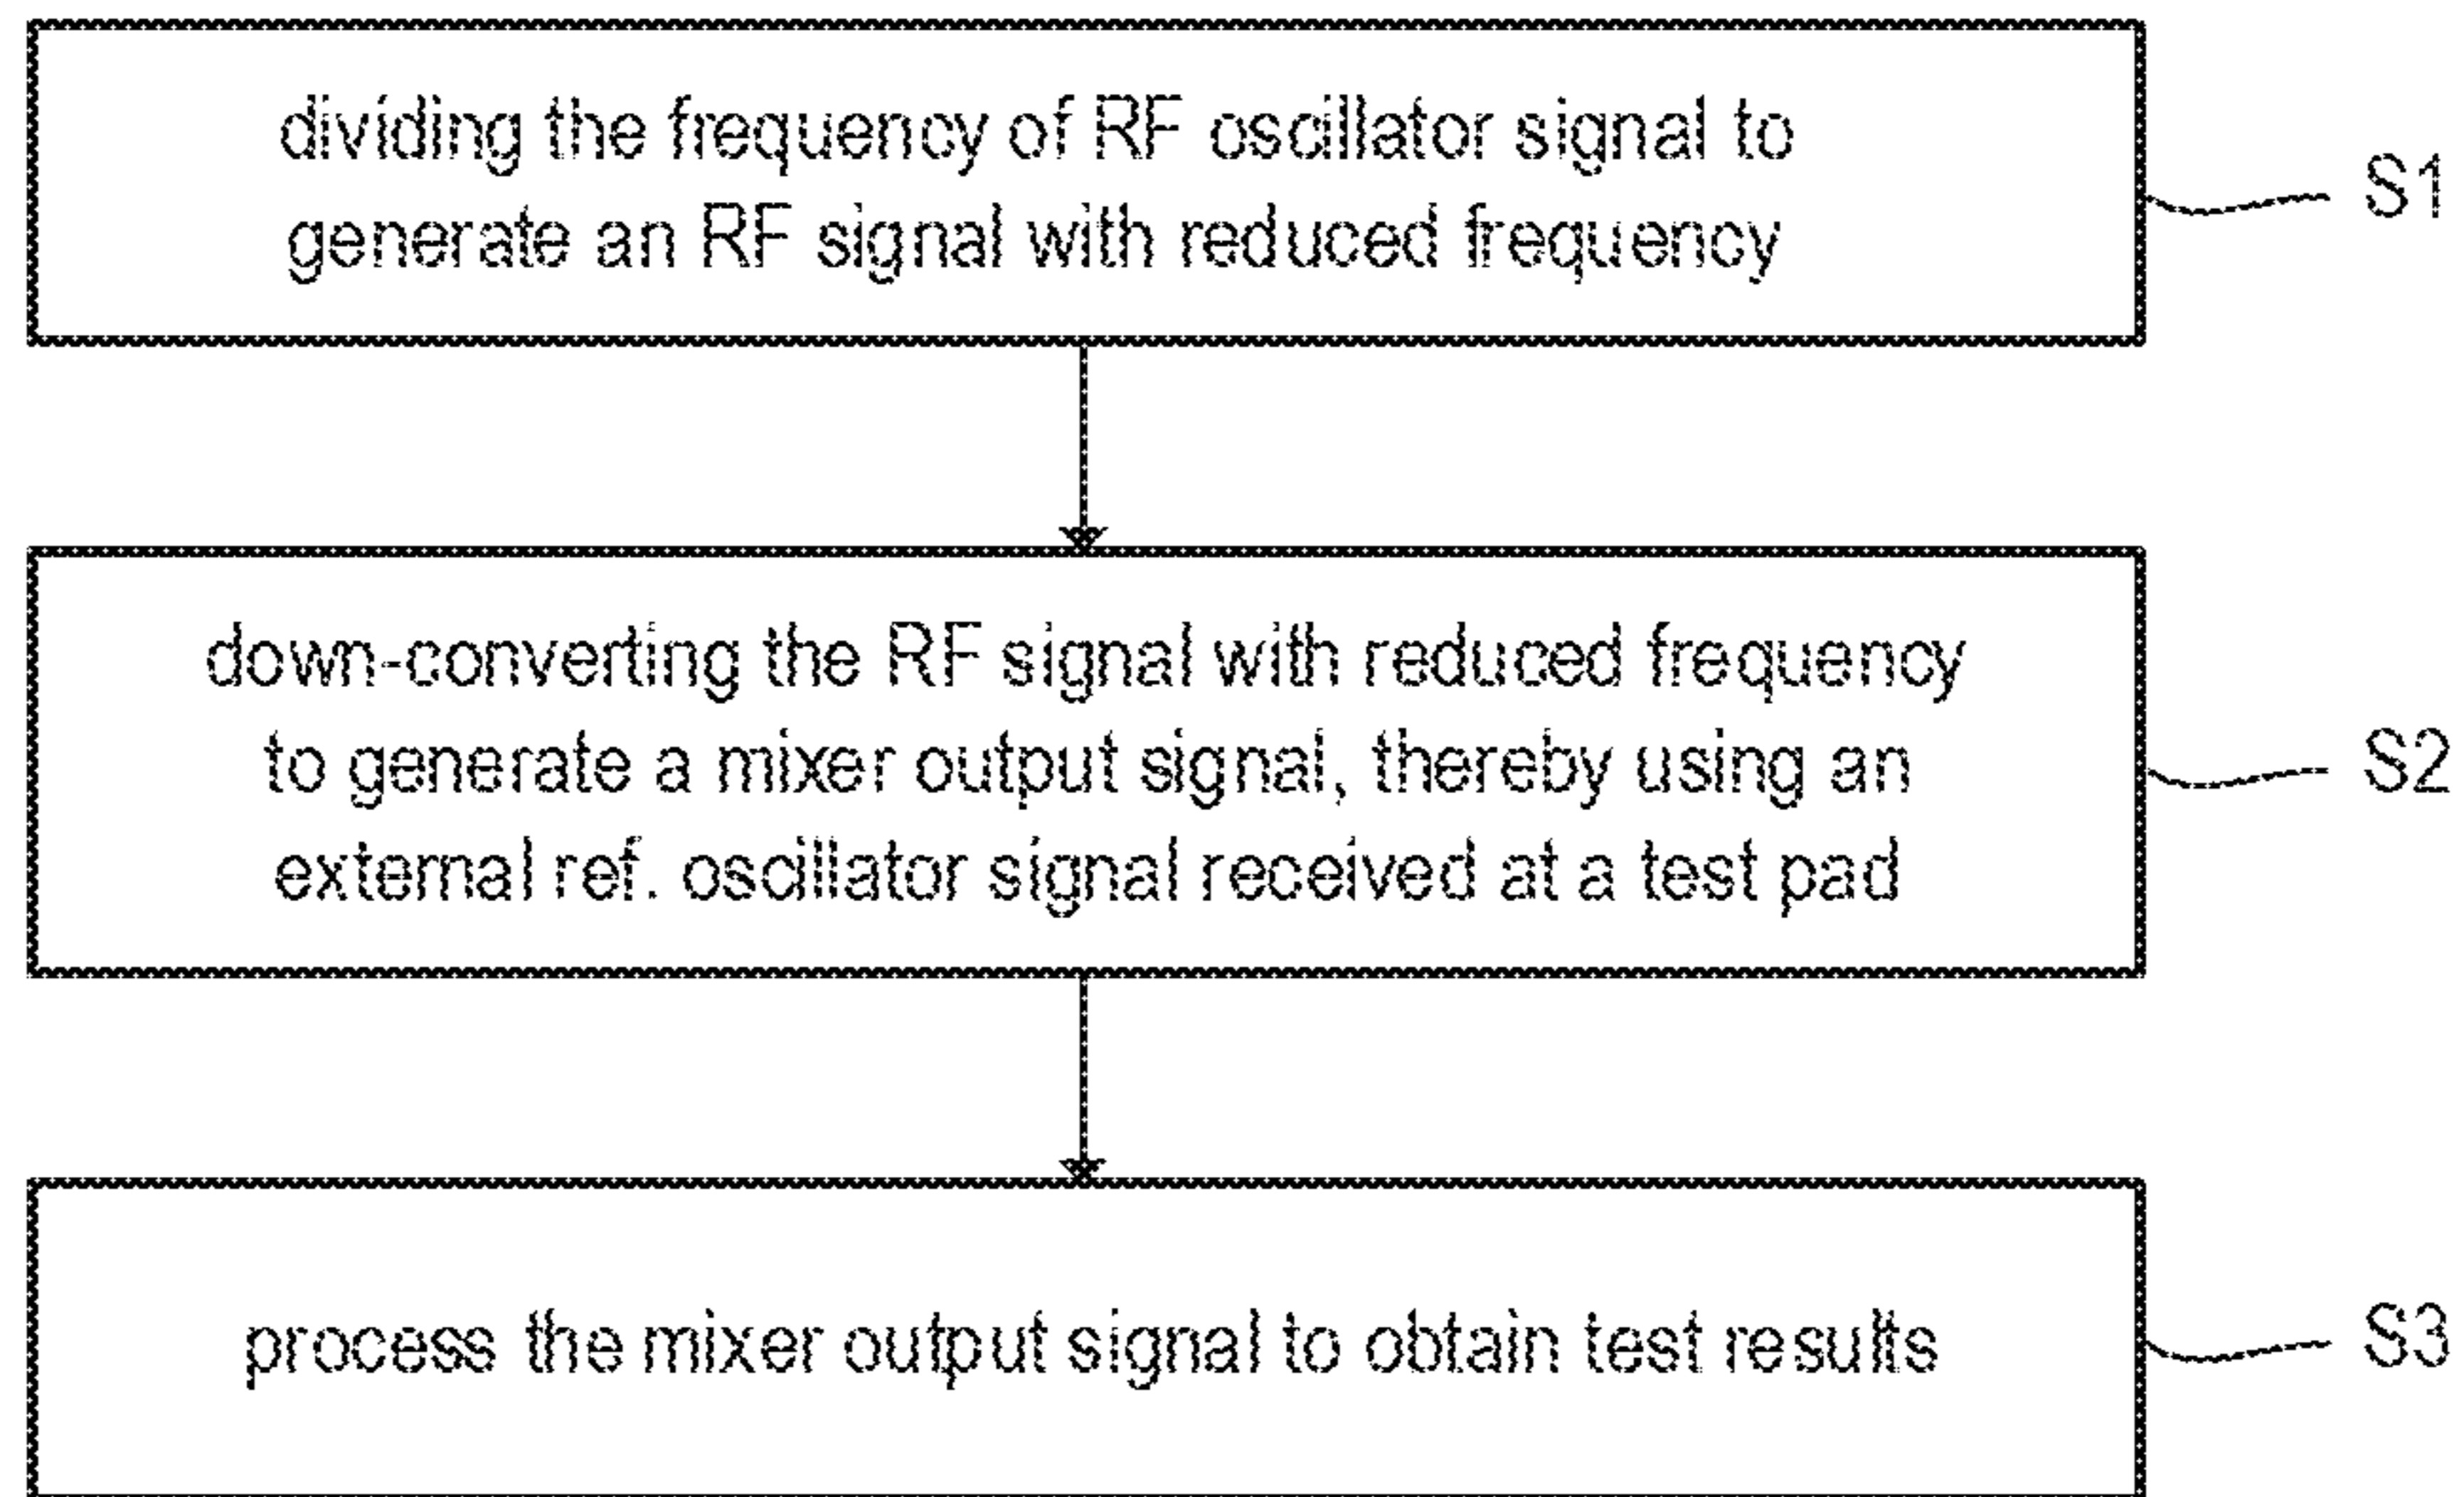 dividing the frequency of RF oscillator signal to
generate an RF signal with reduced frequency
S1
down-converting the RF signal with reduced frequency
to generate a mixer output signal, thereby using an
external ref. oscillator signal received at a test pad
S2
process the mixer output signal to obtain test results
S3